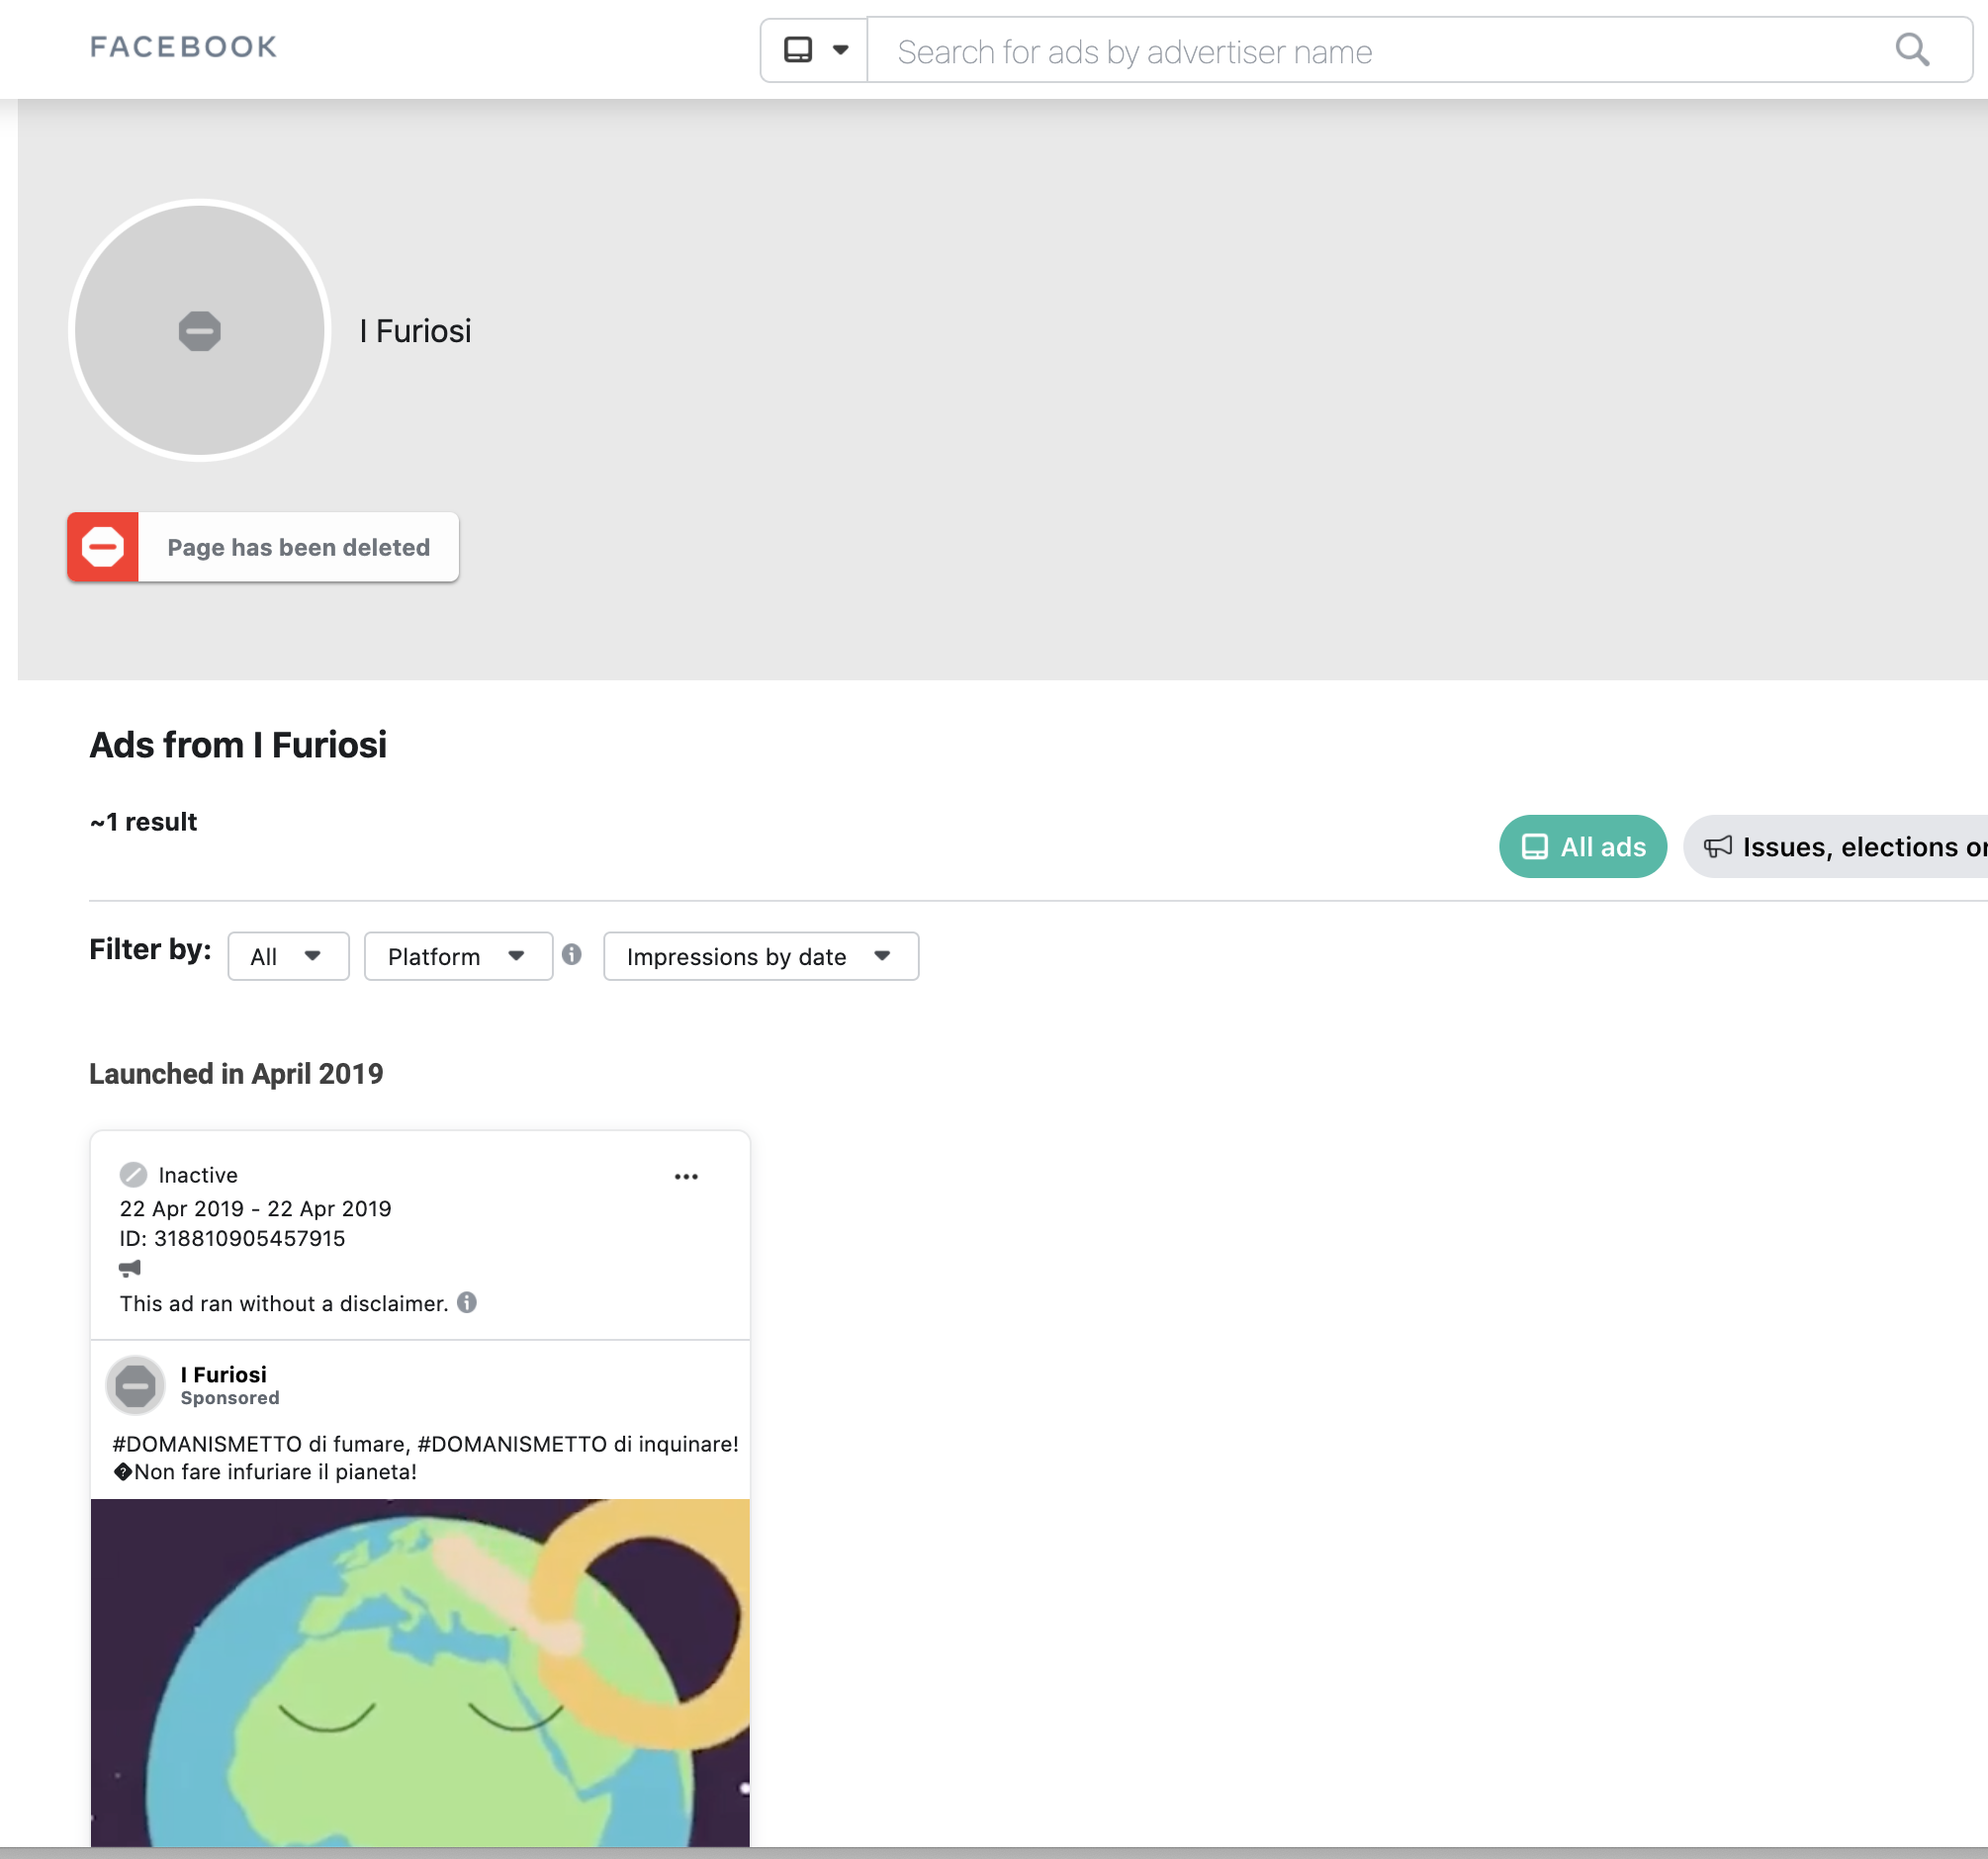 FACEBOOK
Search for ads by advertiser name
I Furiosi
Page has been deleted
Ads from I Furiosi
~1 result
All ads
Issues, elections or
Filter by:
All
Platform
Impressions by date
Launched in April 2019
Inactive
22 Apr 2019 - 22 Apr 2019
ID: 318810905457915
This ad ran without a disclaimer.
I Furiosi
Sponsored
#DOMANISMETTO di fumare, #DOMANISMETTO di inquinare!
�Non fare infuriare il pianeta!